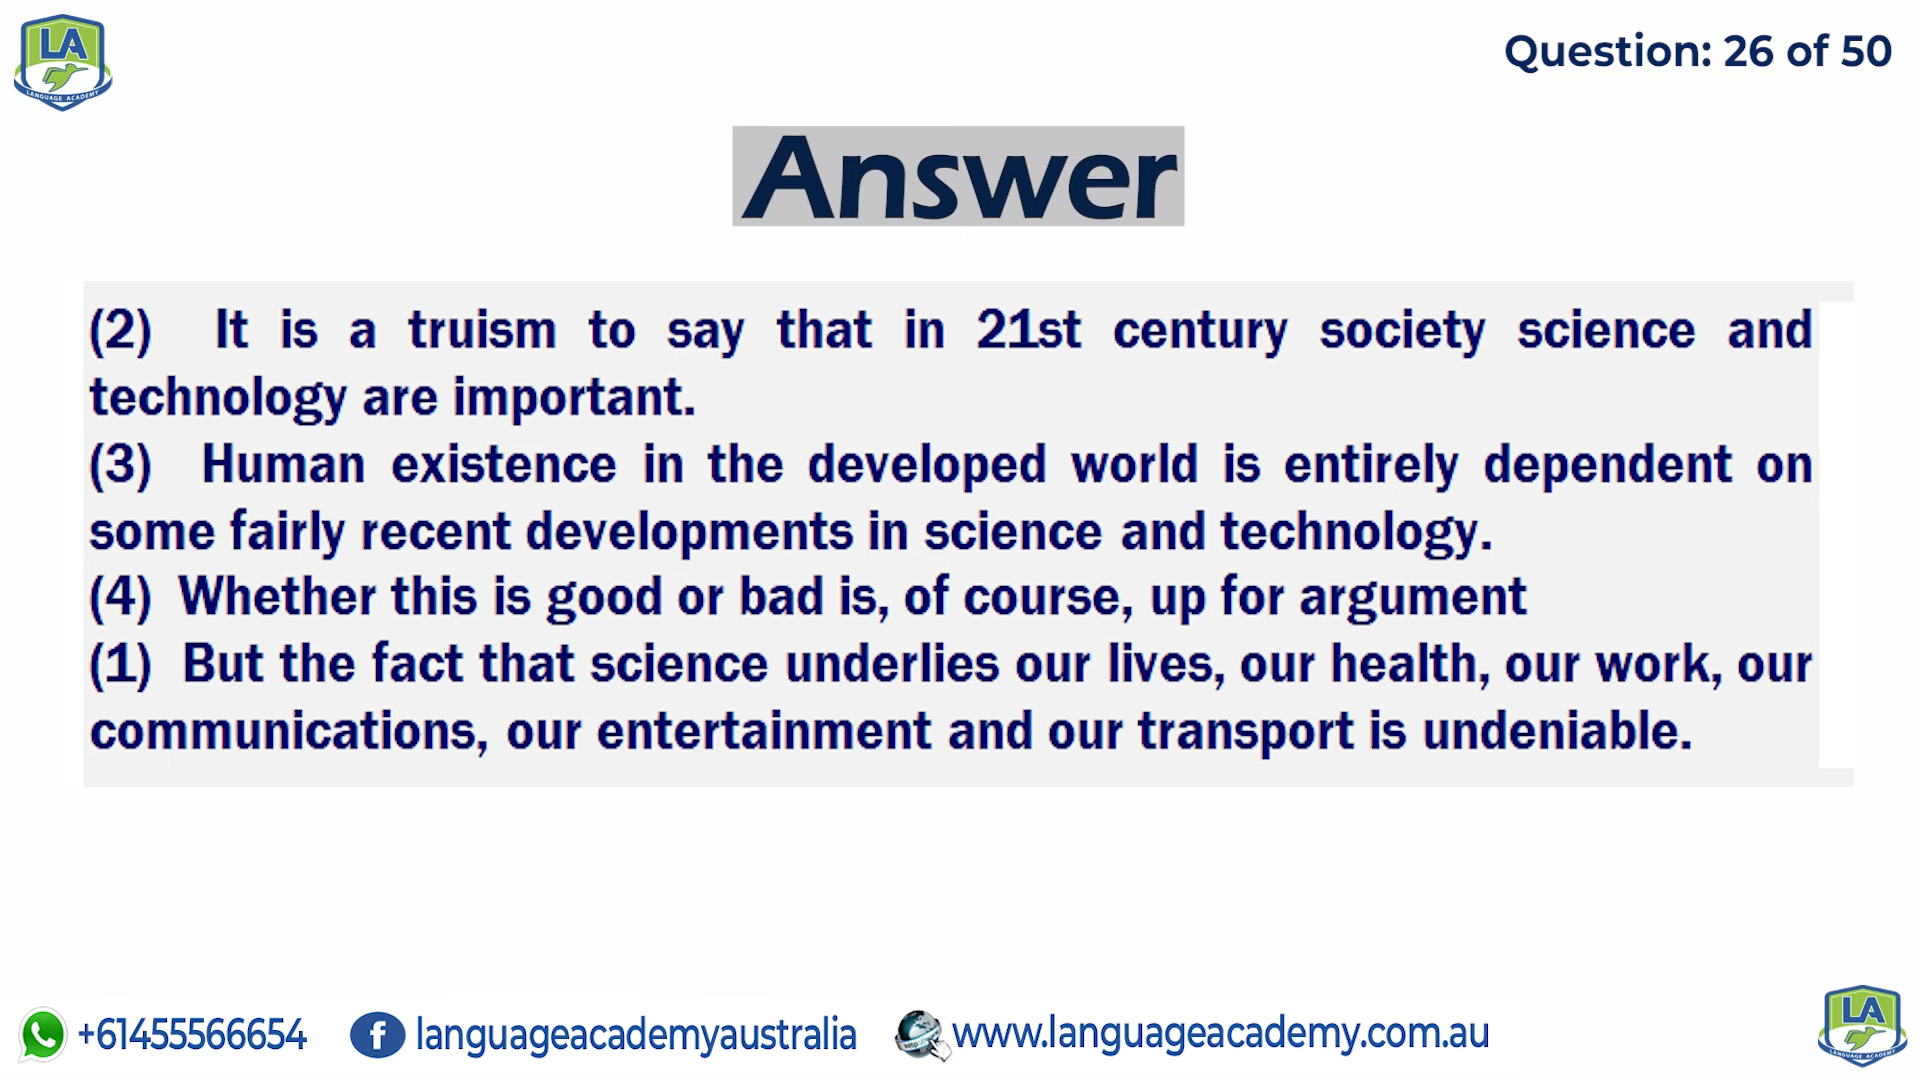 LA
LANGUAGE ACADEMY
Question: 26 of 50
Answer
(2) It is a truism to say that in 21st century society science and
technology are important.
(3) Human existence in the developed world is entirely dependent on
some fairly recent developments in science and technology.
(4) Whether this is good or bad is, of course, up for argument
(1) But the fact that science underlies our lives, our health, our work, our
communications, our entertainment and our transport is undeniable.
+61455566654 languageacademyaustralia www.languageacademy.com.au
LA
LANGUAGE ACADEMY